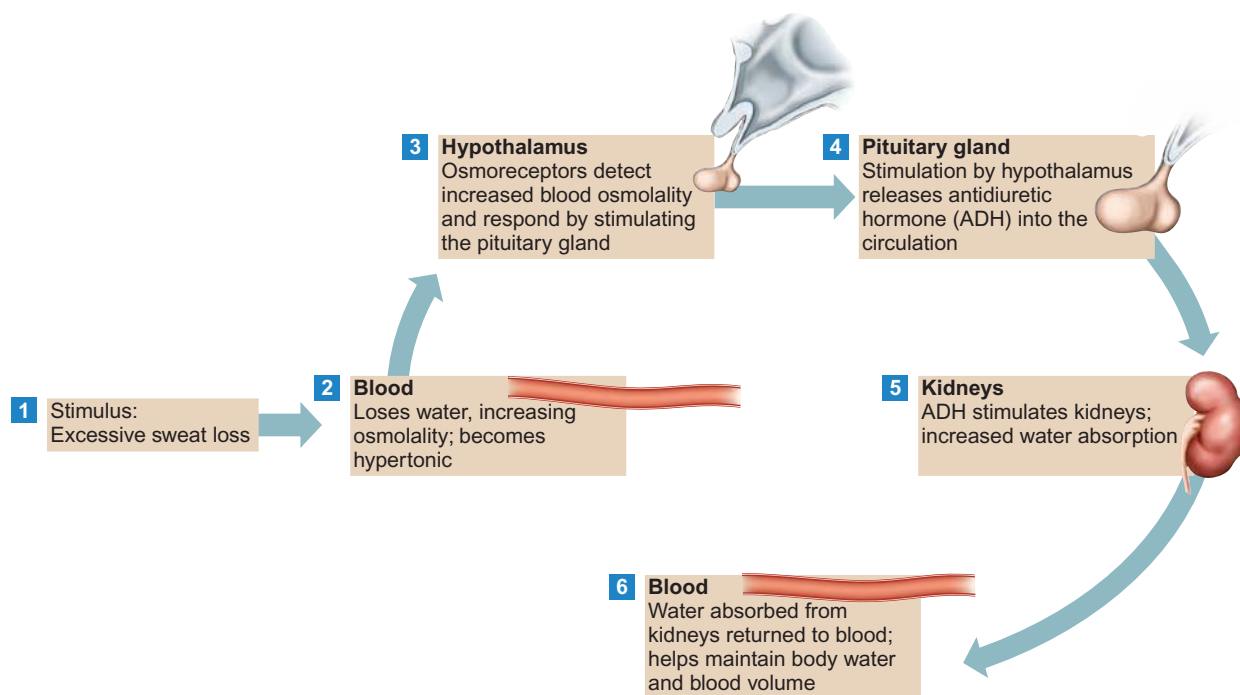 1
Stimulus:
Excessive sweat loss
2
Blood
Loses water, increasing
osmolality; becomes
hypertonic
3
Hypothalamus
Osmoreceptors detect
increased blood osmolality
and respond by stimulating
the pituitary gland
4
Pituitary gland
Stimulation by hypothalamus
releases antidiuretic
hormone (ADH) into the
circulation
5
Kidneys
ADH stimulates kidneys;
increased water absorption
6
Blood
Water absorbed from
kidneys returned to blood;
helps maintain body water
and blood volume